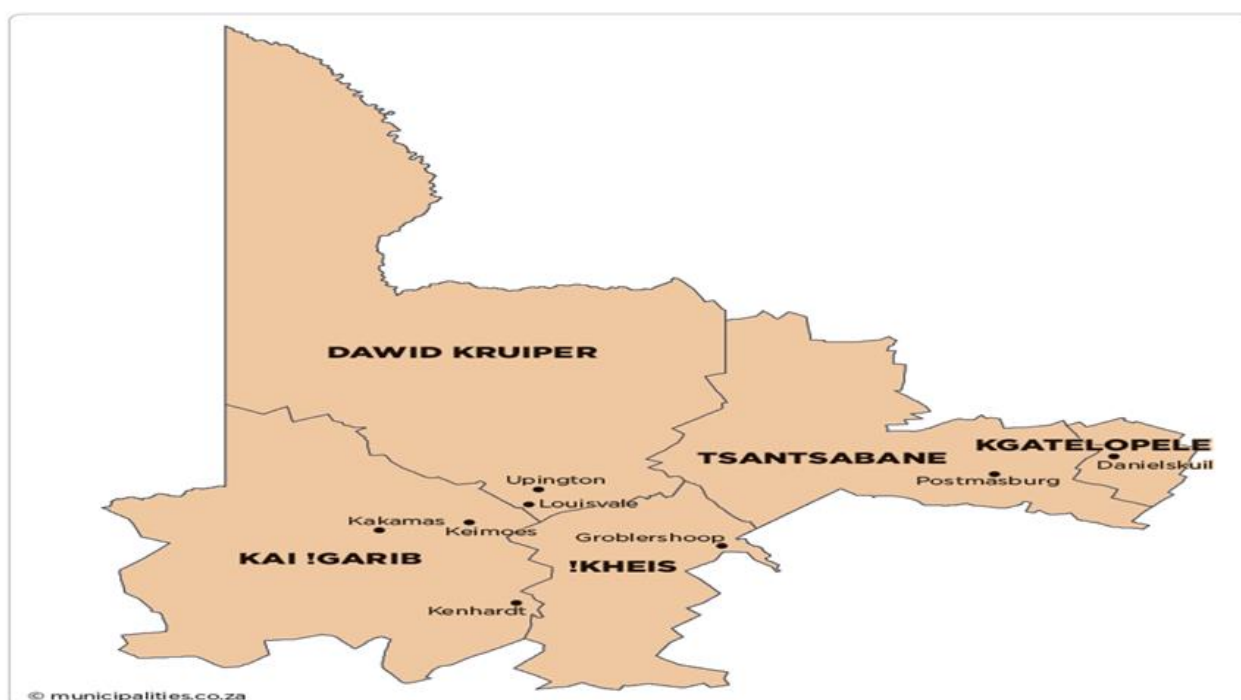 DAWID KRUIPER
KGATELOPELE
TSANTSABANE
Danielskuil
Postmasburg
Upington
Louisvale
Kakamas
Keimoes
Groblershoop
KAI !GARIB
!KHEIS
Kenhardt
© municipalities.co.za